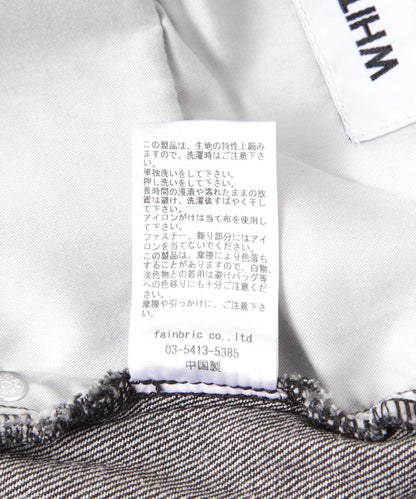 WHIT
この製品は、生地の特性上縮み
ますので、洗濯時はご注意下
さい。
単独洗いをして下さい。
押し洗いをして下さい。
長時間の浸漬や濡れたままの放
置は避け、洗濯後すばやく干し
て下さい。
アイロンがけは当て布を使用し
て下さい。
ファスナー、飾り部分にはアイ
ロンを当てないでください。
この製品は、摩擦により色落ち
することがありますので、白物、
淡色物との着用は避けバッグ等
への色移りにも十分ご注意くだ
さい。
摩擦や引っかけに、ご注意下さ
い。
fainbric co.,ltd
03-5413-5385
中国製